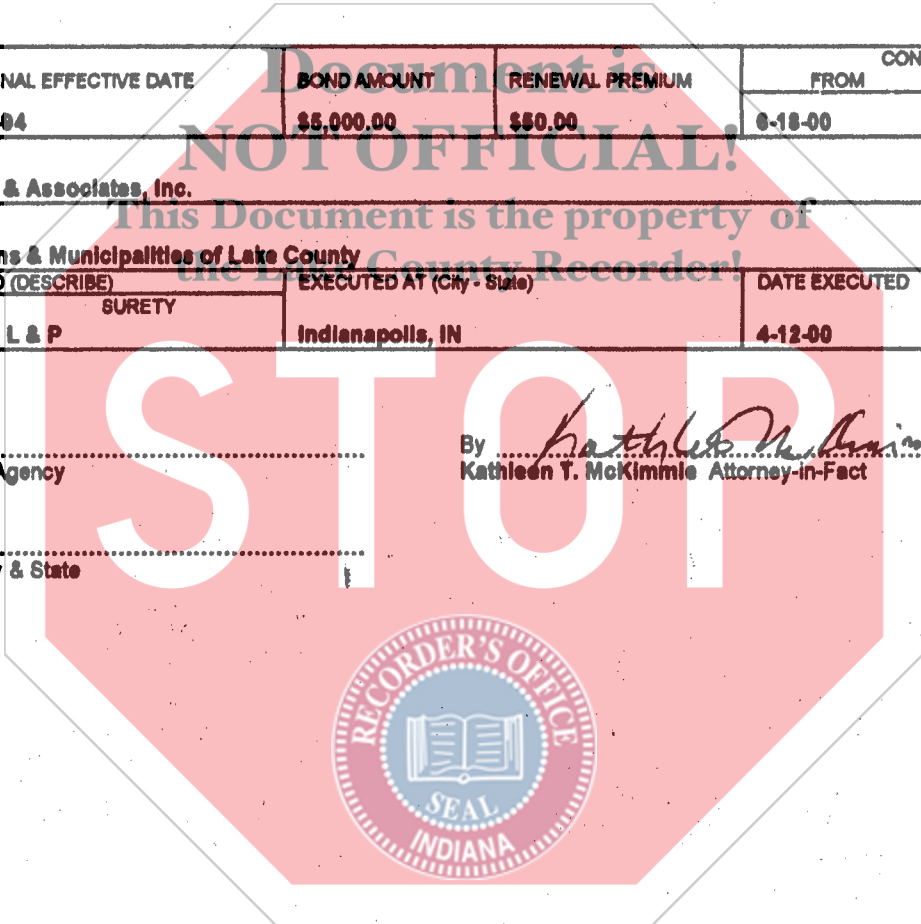 CON
NAL EFFECTIVE DATE BOND AMOUNT RENEWAL PREMIUM FROM
Document is
04 $5,000.00 $50.00 6-18-00
NOT OFFICIAL!
& Associates, Inc.
This Document is the property of
ns & Municipalities of Lake County
the Lake County Recorder!
(DESCRIBE) EXECUTED AT (City - State) DATE EXECUTED
SURETY
L & P Indianapolis, IN 4-12-00
STOP
By
Agency Kathleen T. McKimmie Attorney-in-Fact
& State
RECORDER'S OFFICE
SEAL
INDIANA